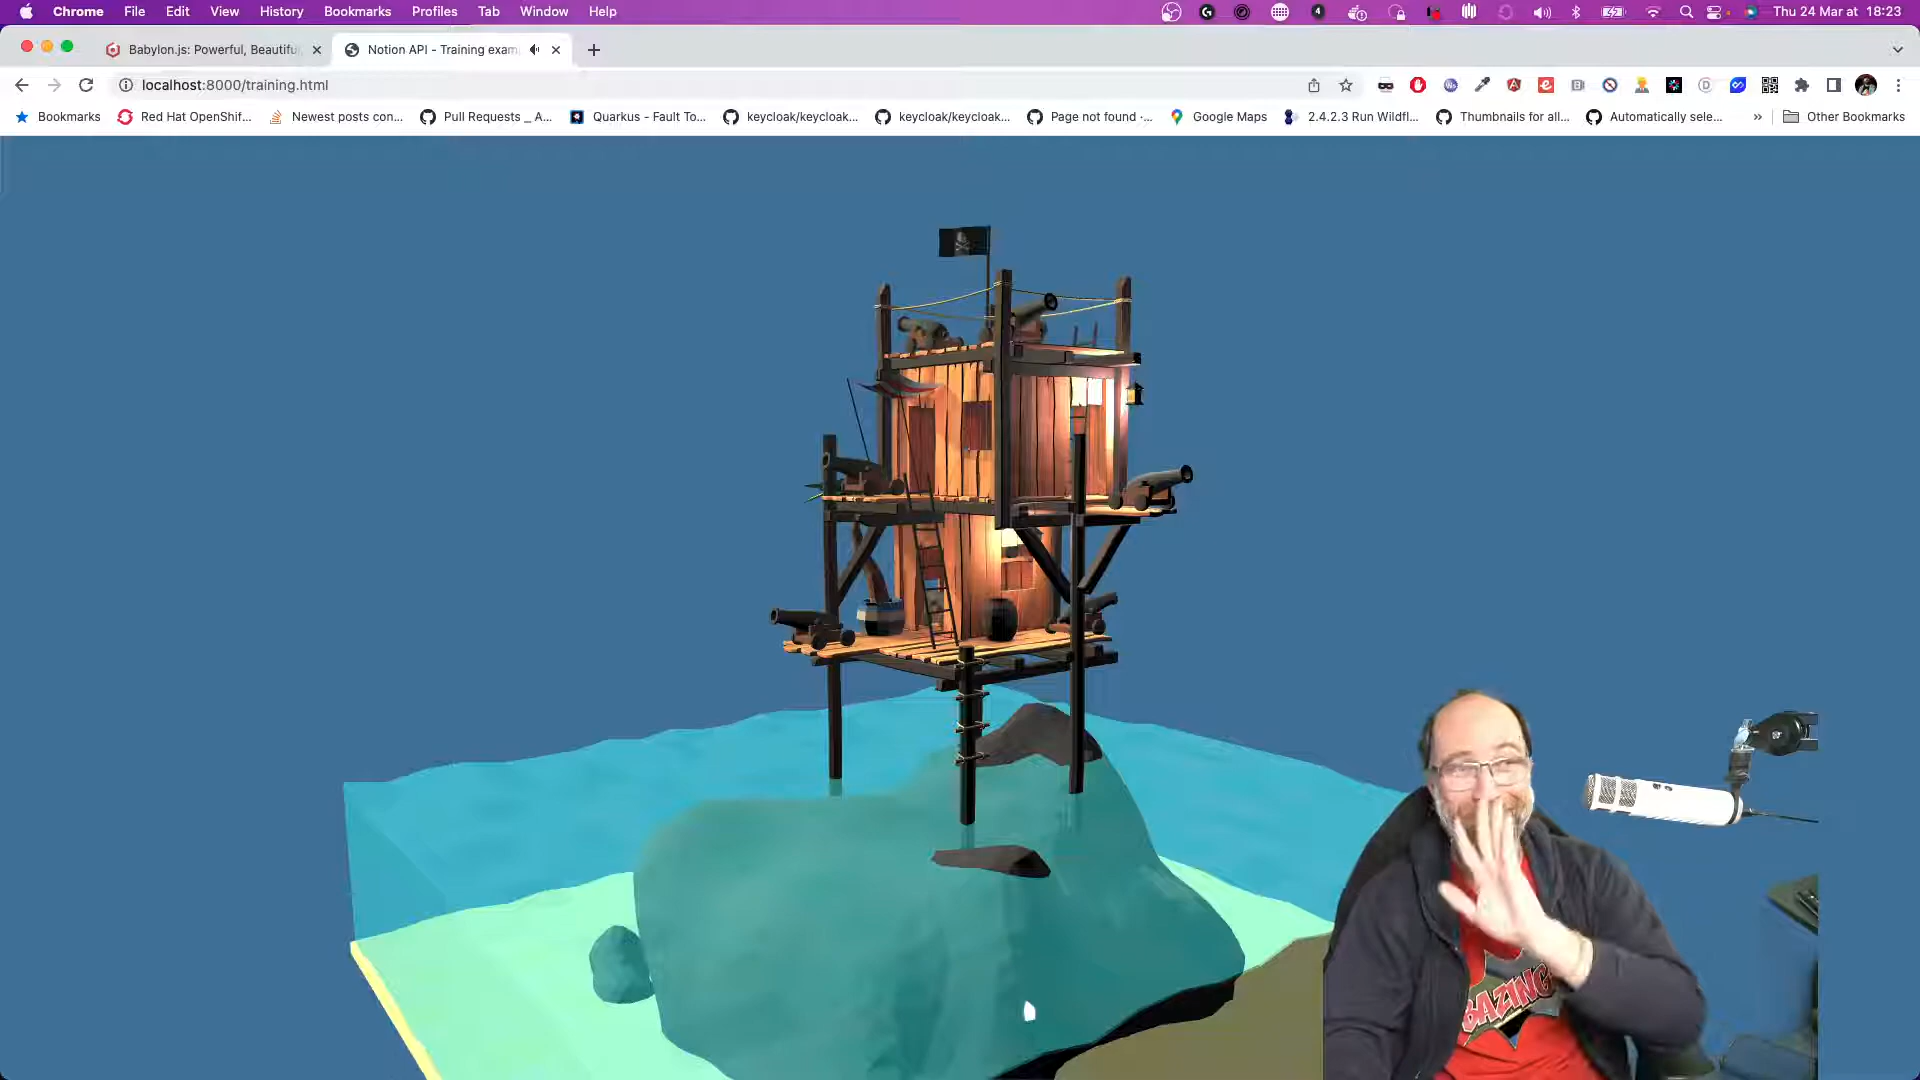 Chrome File Edit View History Bookmarks Profiles Tab Window Help 4 Thu 24 Mar at 18:23
Babylon.js: Powerful, Beautifu Notion API - Training exam
localhost:8000/training.html
Bookmarks Red Hat OpenShif... Newest posts con... Pull Requests _ A... Quarkus - Fault To... keycloak/keycloak... keycloak/keycloak... Page not found ·... Google Maps 2.4.2.3 Run Wildfl... Thumbnails for all... Automatically sele... » Other Bookmarks
BAZING